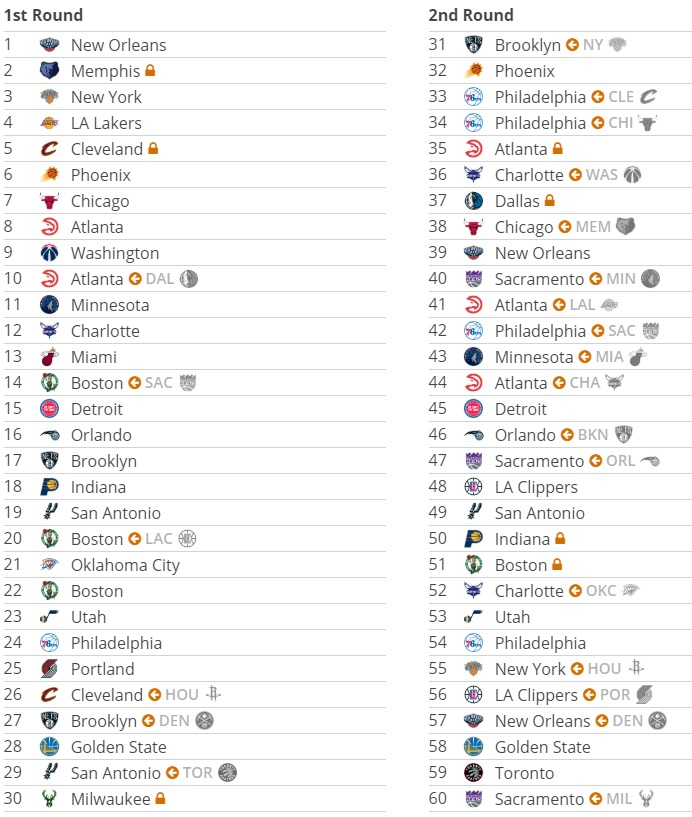 1st Round
1 New Orleans
2 Memphis
3 New York
4 LA Lakers
5 Cleveland
6 Phoenix
7 Chicago
8 Atlanta
9 Washington
10 Atlanta DAL
11 Minnesota
12 Charlotte
13 Miami
14 Boston SAC
15 Detroit
16 Orlando
17 Brooklyn
18 Indiana
19 San Antonio
20 Boston LAC
21 Oklahoma City
22 Boston
23 Utah
24 Philadelphia
25 Portland
26 Cleveland HOU
27 Brooklyn DEN
28 Golden State
29 San Antonio TOR
30 Milwaukee
2nd Round
31 Brooklyn NY
32 Phoenix
33 Philadelphia CLE
34 Philadelphia CHI
35 Atlanta
36 Charlotte WAS
37 Dallas
38 Chicago MEM
39 New Orleans
40 Sacramento MIN
41 Atlanta LAL
42 Philadelphia SAC
43 Minnesota MIA
44 Atlanta CHA
45 Detroit
46 Orlando BKN
47 Sacramento ORL
48 LA Clippers
49 San Antonio
50 Indiana
51 Boston
52 Charlotte OKC
53 Utah
54 Philadelphia
55 New York HOU
56 LA Clippers POR
57 New Orleans DEN
58 Golden State
59 Toronto
60 Sacramento MIL